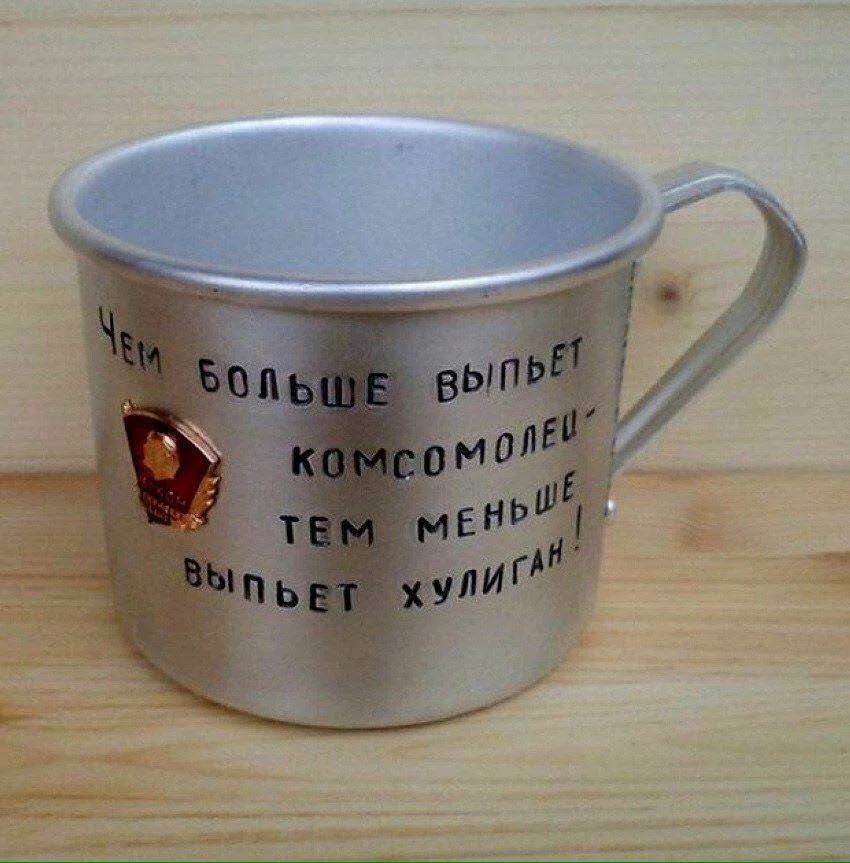 Чем больше выпьет
комсомолец-
тем меньше
выпьет хулиган!